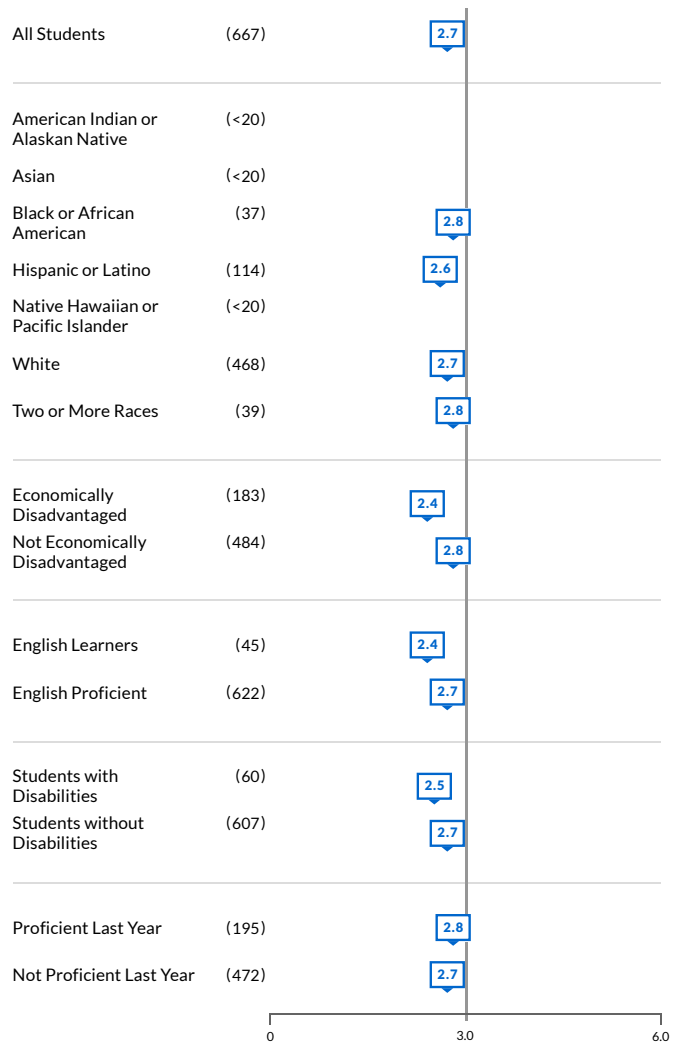 All Students (667) 2.7
American Indian or (<20)
Alaskan Native
Asian (<20)
Black or African (37) 2.8
American
Hispanic or Latino (114) 2.6
Native Hawaiian or (<20)
Pacific Islander
White (468) 2.7
Two or More Races (39) 2.8
Economically (183) 2.4
Disadvantaged
Not Economically (484) 2.8
Disadvantaged
English Learners (45) 2.4
English Proficient (622) 2.7
Students with (60) 2.5
Disabilities
Students without (607) 2.7
Disabilities
Proficient Last Year (195) 2.8
Not Proficient Last Year (472) 2.7
0 3.0 6.0